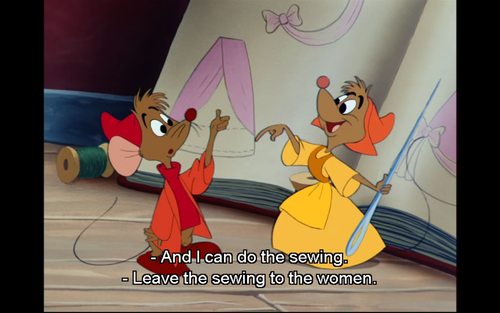 - And I can do the sewing.
- Leave the sewing to the women.